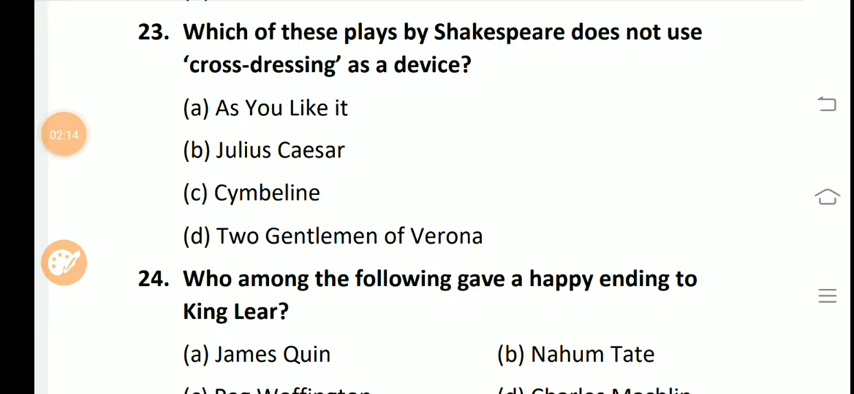 23. Which of these plays by Shakespeare does not use
‘cross-dressing’ as a device?
02:14
(a) As You Like it
(b) Julius Caesar
(c) Cymbeline
(d) Two Gentlemen of Verona
24. Who among the following gave a happy ending to
King Lear?
(a) James Quin (b) Nahum Tate